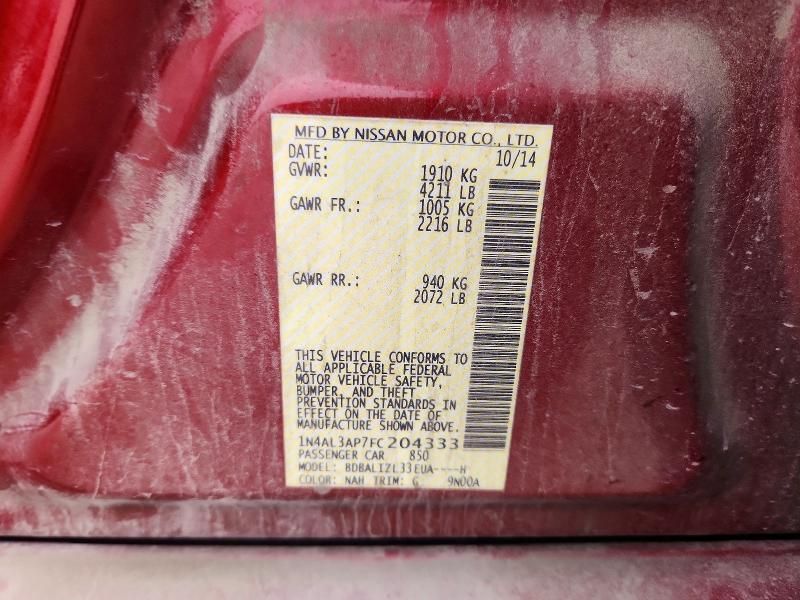 MFD BY NISSAN MOTOR CO., LTD.
DATE: 10/14
GVWR: 1910 KG
4211 LB
GAWR FR.: 1005 KG
2216 LB
GAWR RR.: 940 KG
2072 LB
THIS VEHICLE CONFORMS TO
ALL APPLICABLE FEDERAL
MOTOR VEHICLE SAFETY,
BUMPER, AND THEFT
PREVENTION STANDARDS IN
EFFECT ON THE DATE OF
MANUFACTURE SHOWN ABOVE.
1N4AL3AP7FC204333
PASSENGER CAR 850
MODEL: BDBALIZL33EUA----H
COLOR: NAH TRIM: G 9N00A